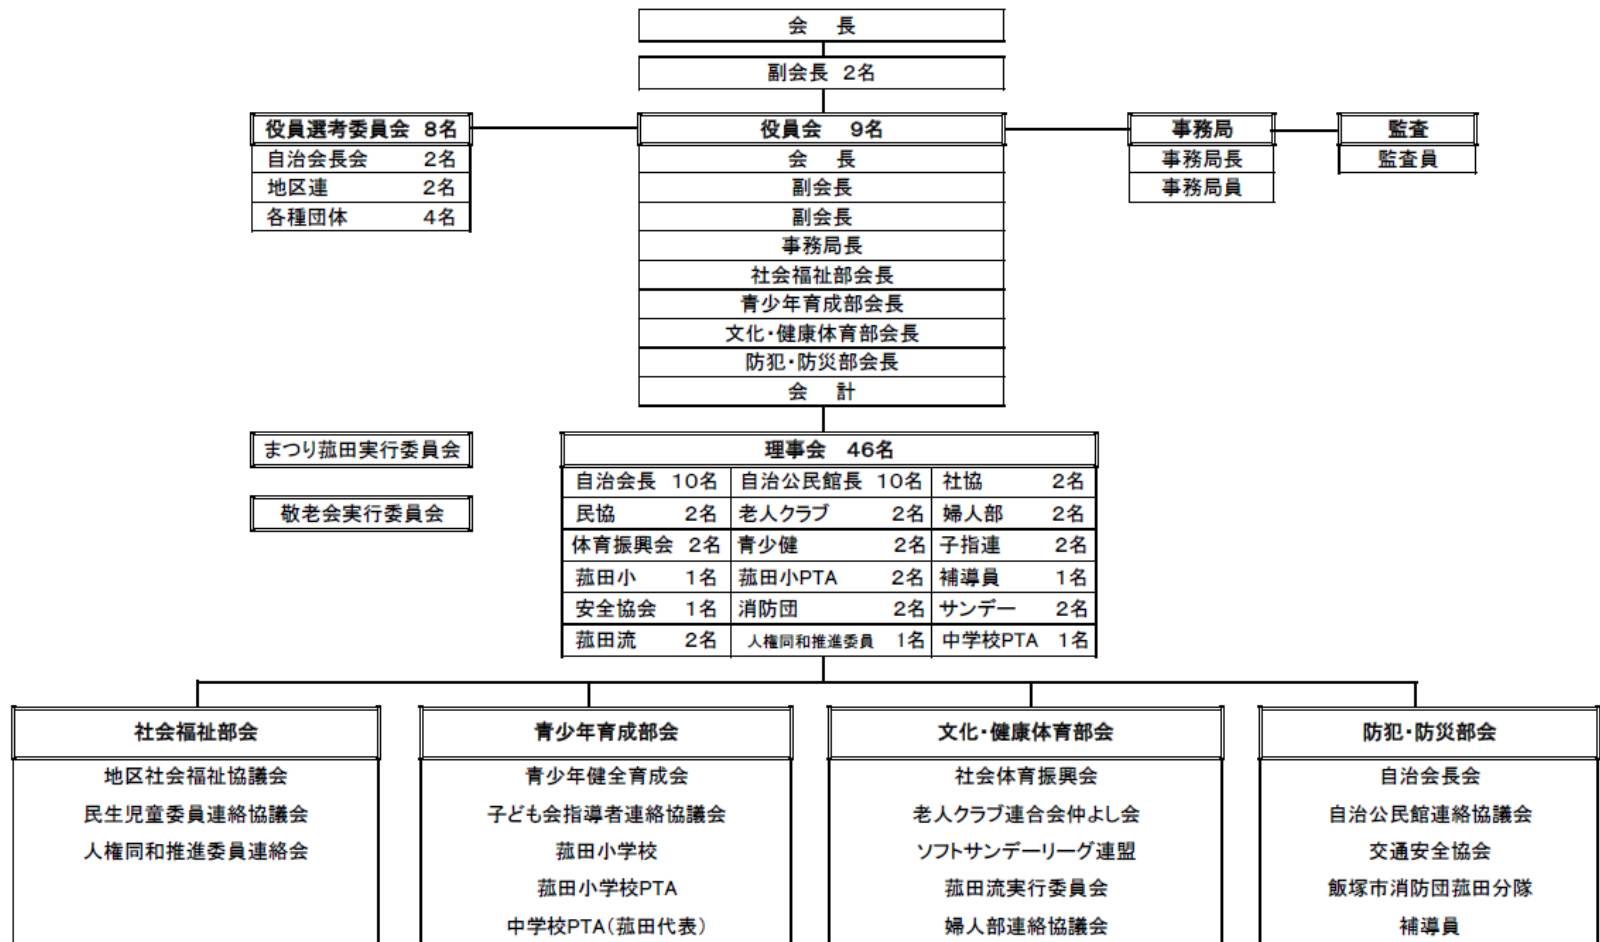 会　長
副会長 2名
役員選考委員会 8名　役員会　9名　事務局　監査
自治会長会　2名　会　長　事務局長　監査員
地区連　2名　副会長　事務局員
各種団体　4名　副会長
事務局長
社会福祉部会長
青少年育成部会長
文化・健康体育部会長
防犯・防災部会長
会　計
まつり菰田実行委員会　理事会　46名
自治会長 10名　自治公民館長 10名　社協　2名
敬老会実行委員会　民協　2名　老人クラブ　2名　婦人部　2名
体育振興会 2名　青少健　2名　子指連　2名
菰田小　1名　菰田小PTA　2名　補導員　1名
安全協会　1名　消防団　2名　サンデー　2名
菰田流　2名　人権同和推進委員　1名　中学校PTA　1名
社会福祉部会　青少年育成部会　文化・健康体育部会　防犯・防災部会
地区社会福祉協議会　青少年健全育成会　社会体育振興会　自治会長会
民生児童委員連絡協議会　子ども会指導者連絡協議会　老人クラブ連合会仲よし会　自治公民館連絡協議会
人権同和推進委員連絡会　菰田小学校　ソフトサンデーリーグ連盟　交通安全協会
菰田小学校PTA　菰田流実行委員会　飯塚市消防団菰田分隊
中学校PTA(菰田代表)　婦人部連絡協議会　補導員